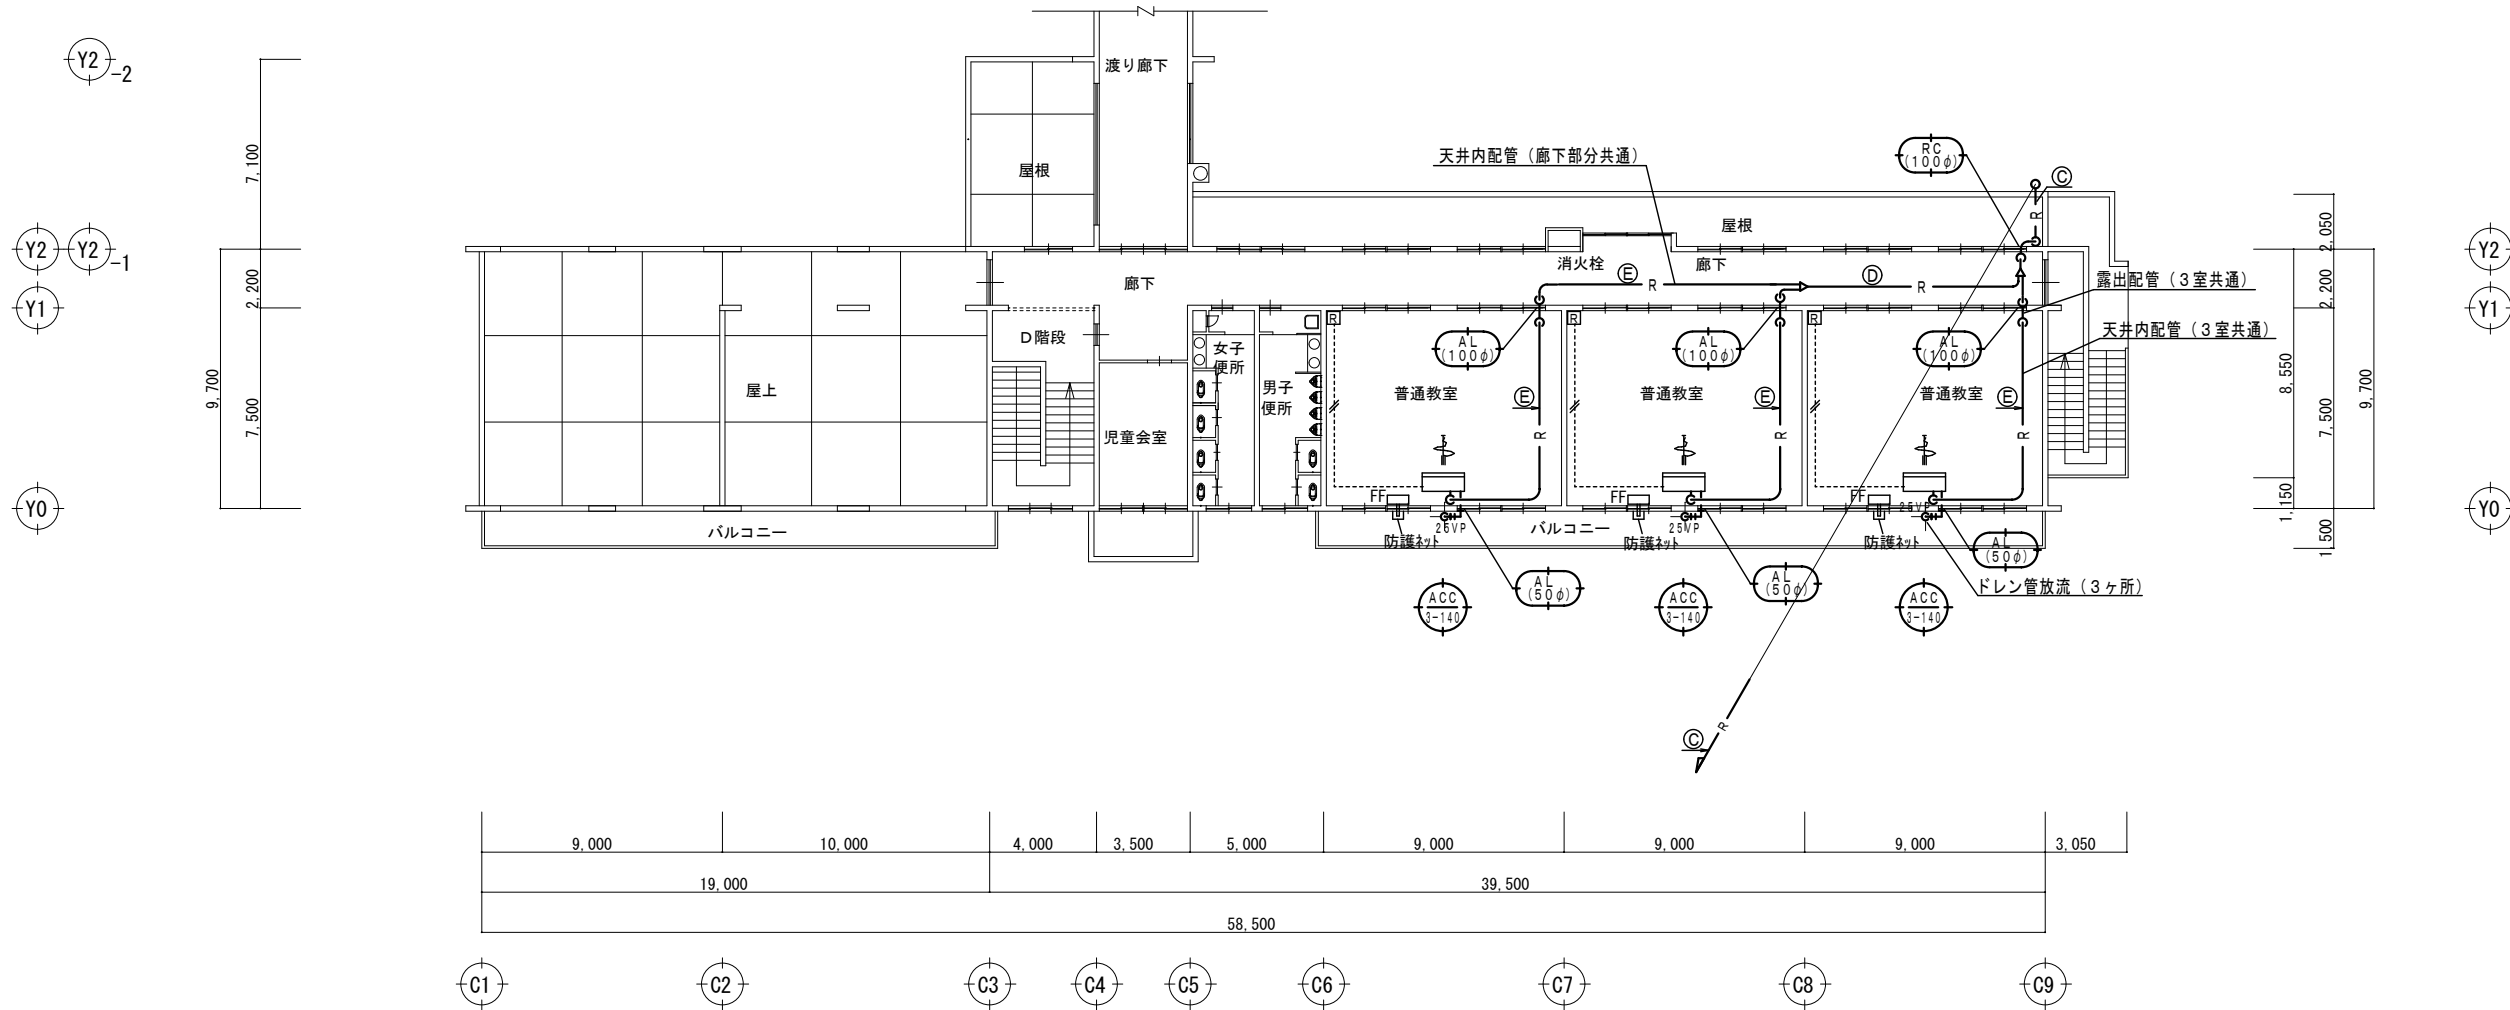 Y2
-2
渡り廊下
7,100
天井内配管（廊下部分共通）
RC
(100φ)
屋根
Ⓒ
R
屋根
2,050
Y2
Y2
-1
Y2
廊下
消火栓
廊下
Ⓔ
R
Ⓓ
R
露出配管（３室共通）
2,200
2,200
Y1
Y1
天井内配管（３室共通）
R
R
R
Ｄ階段
女子
便所
AL
(100φ)
AL
(100φ)
AL
(100φ)
男子
便所
屋上
普通教室
普通教室
普通教室
Ⓔ
Ⓔ
Ⓔ
9,700
7,500
8,550
7,500
9,700
児童会室
R
R
R
FF
FF
FF
Y0
Y0
25VP
25VP
25VP
1,150
1,500
バルコニー
バルコニー
防護ネット
防護ネット
防護ネット
AL
(50φ)
AL
(50φ)
AL
(50φ)
ドレン管放流（３ヶ所）
ACC
3-140
ACC
3-140
ACC
3-140
R
Ⓒ
9,000
10,000
4,000
3,500
5,000
9,000
9,000
9,000
3,050
19,000
39,500
58,500
C1
C2
C3
C4
C5
C6
C7
C8
C9